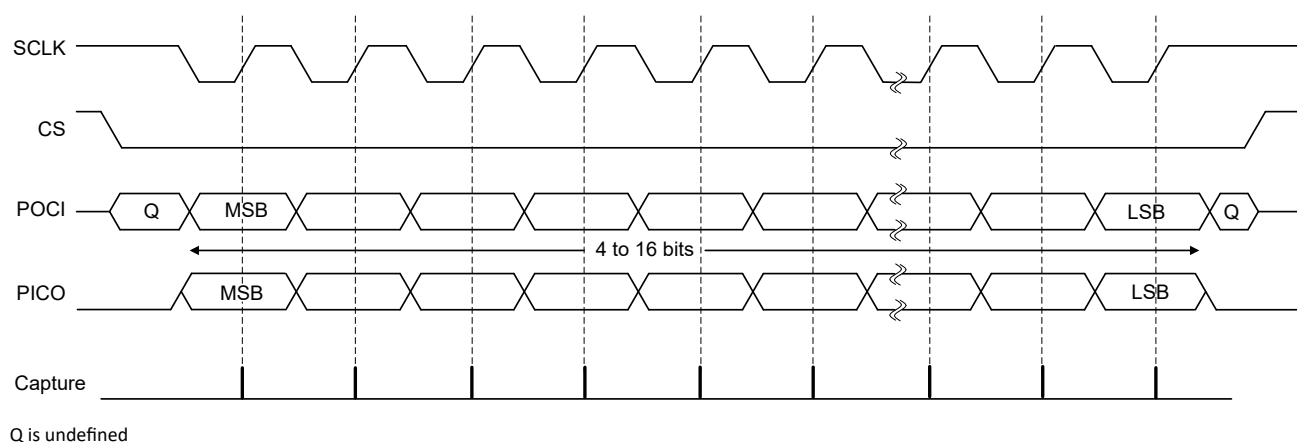 SCLK
CS
POCI
Q
MSB
LSB
Q
4 to 16 bits
PICO
MSB
LSB
Capture
Q is undefined